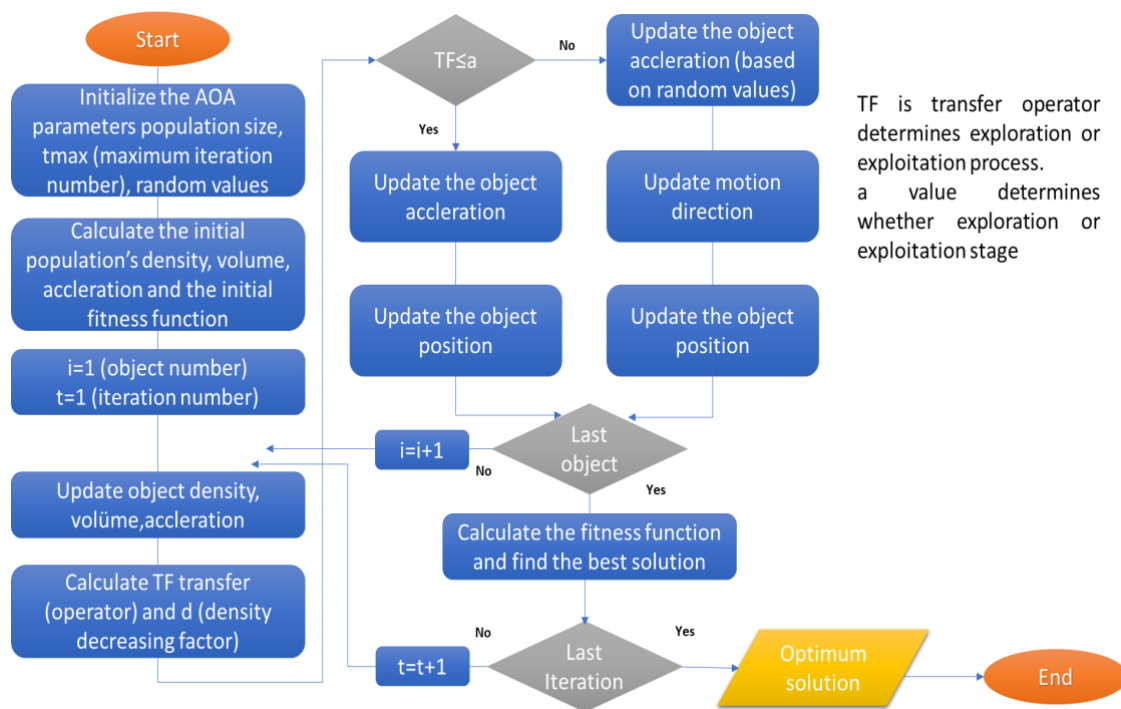 Start
Initialize the AOA
parameters population size,
tmax (maximum iteration
number), random values
Calculate the initial
population's density, volume,
accleration and the initial
fitness function
i=1 (object number)
t=1 (iteration number)
Update object density,
volüme,accleration
Calculate TF transfer
(operator) and d (density
decreasing factor)
TF≤a
No
Yes
Update the object
accleration
Update the object
position
Update the object
accleration (based
on random values)
Update motion
direction
Update the object
position
Last
object
No
i=i+1
Yes
Calculate the fitness function
and find the best solution
Last
Iteration
No
t=t+1
Yes
Optimum
solution
End
TF is transfer operator
determines exploration or
exploitation process.
a value determines
whether exploration or
exploitation stage